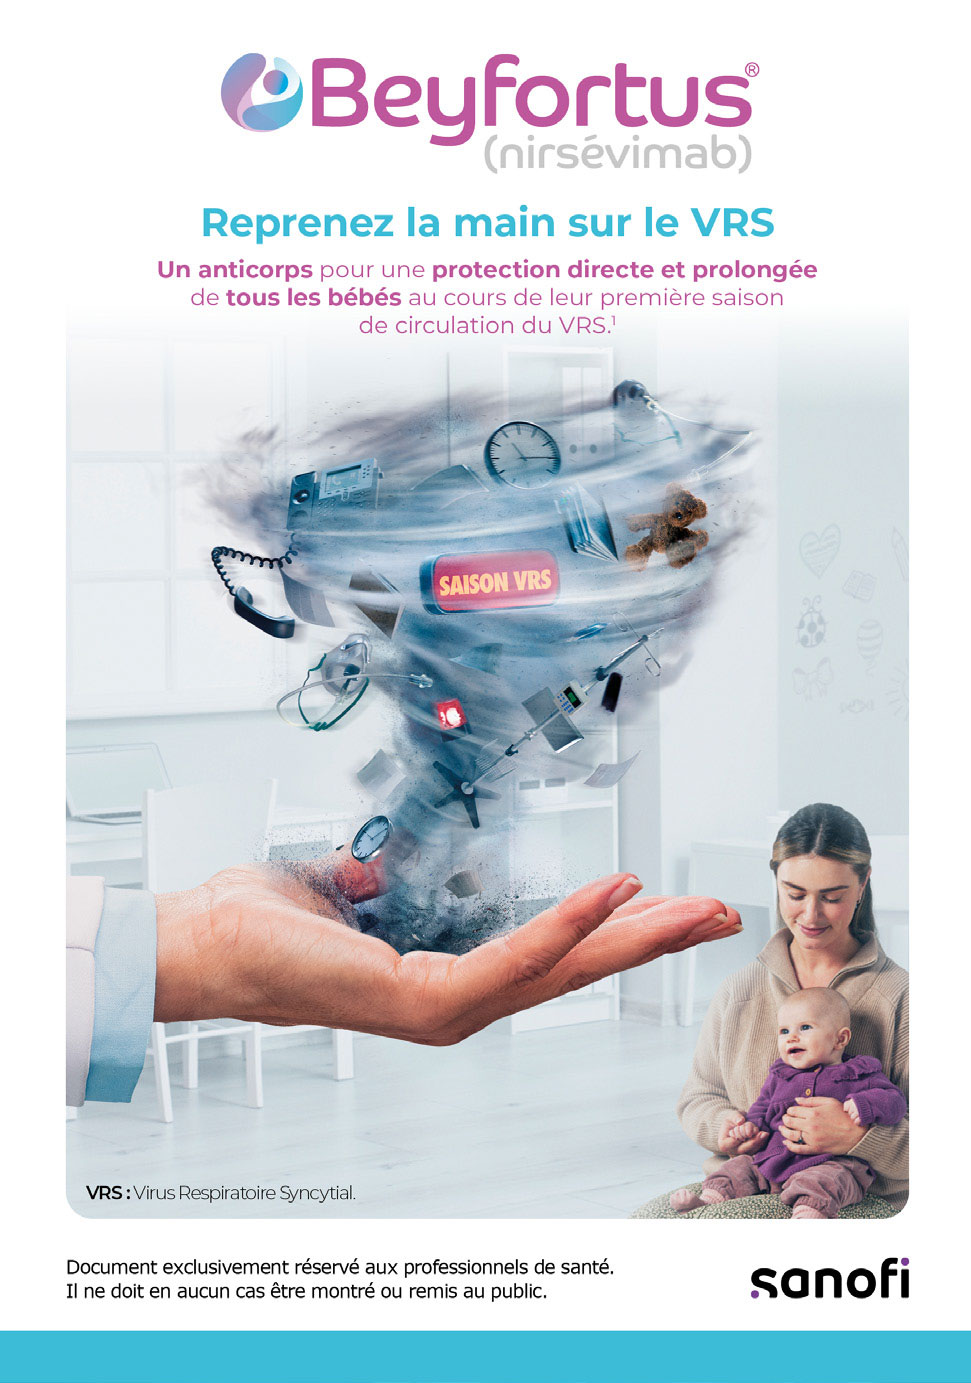 Beyfortus®
(nirsévimab)
Reprenez la main sur le VRS
Un anticorps pour une protection directe et prolongée
de tous les bébés au cours de leur première saison
de circulation du VRS.¹
SAISON VRS
VRS : Virus Respiratoire Syncytial.
Document exclusivement réservé aux professionnels de santé.
Il ne doit en aucun cas être montré ou remis au public.
sanofi